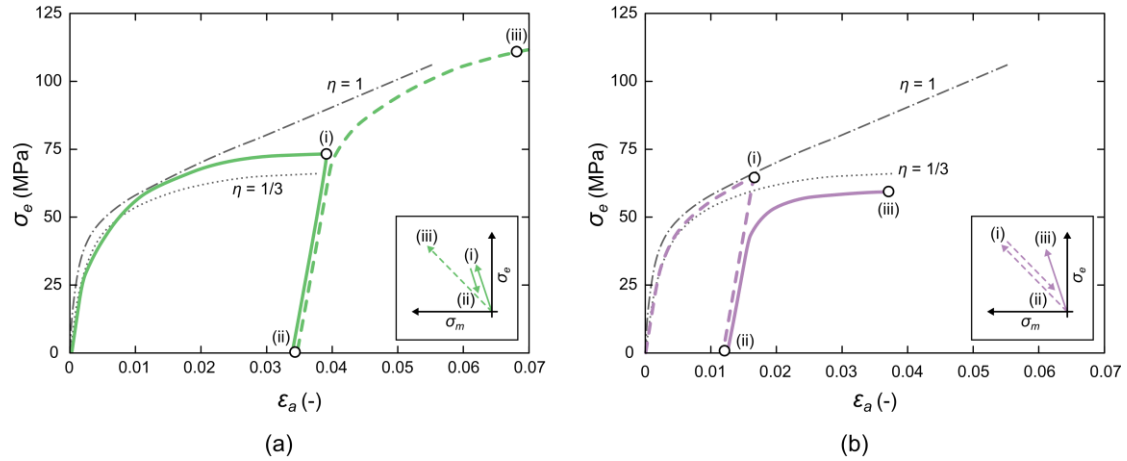 125
100
75
50
25
0
σe (MPa)
0
0.01
0.02
0.03
0.04
0.05
0.06
0.07
εa (-)
η = 1
η = 1/3
(i)
(ii)
(iii)
(iii)
(i)
(ii)
σe
σm
(a)
125
100
75
50
25
0
σe (MPa)
0
0.01
0.02
0.03
0.04
0.05
0.06
0.07
εa (-)
η = 1
η = 1/3
(i)
(ii)
(iii)
(i)
(iii)
(ii)
σe
σm
(b)